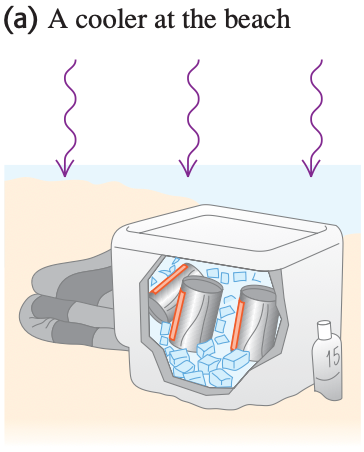 (a) A cooler at the beach
15